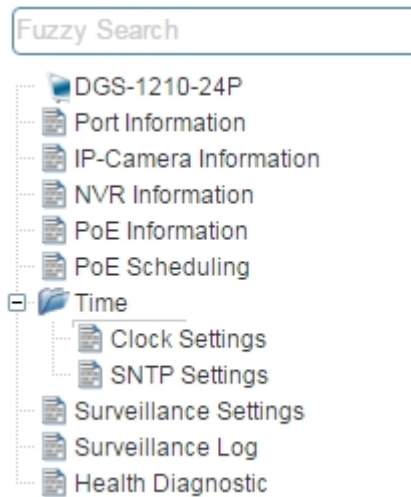 Fuzzy Search
DGS-1210-24P
Port Information
IP-Camera Information
NVR Information
PoE Information
PoE Scheduling
Time
Clock Settings
SNTP Settings
Surveillance Settings
Surveillance Log
Health Diagnostic